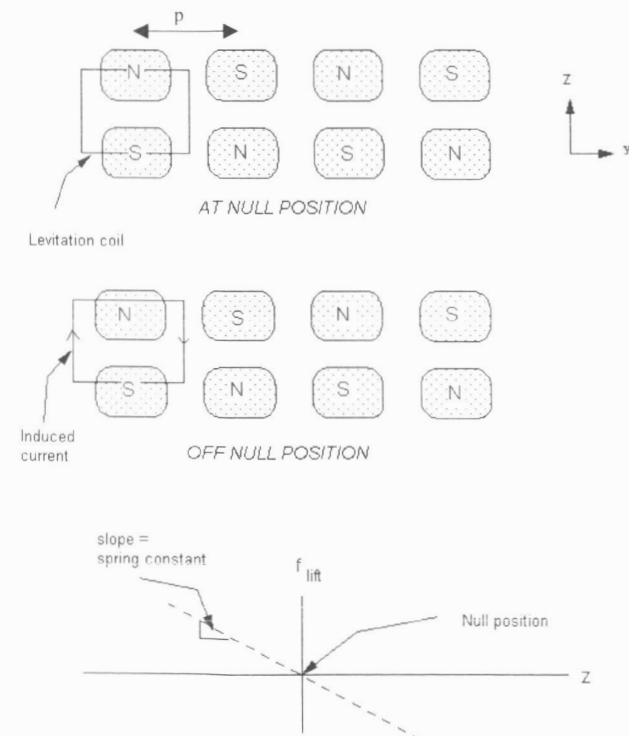 p
N S N S
z
S N S N
y
AT NULL POSITION
Levitation coil
N S N S
S N S N
Induced
current
OFF NULL POSITION
slope =
spring constant
f lift
Null position
z